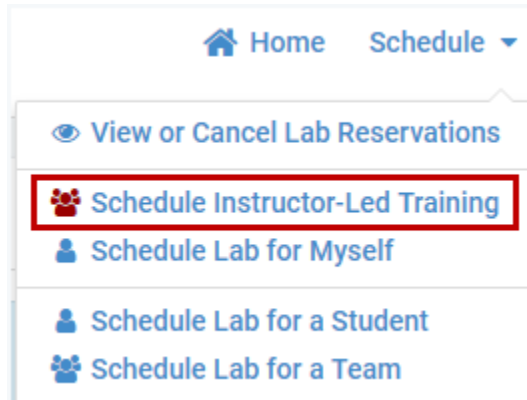 Home Schedule
View or Cancel Lab Reservations
Schedule Instructor-Led Training
Schedule Lab for Myself
Schedule Lab for a Student
Schedule Lab for a Team